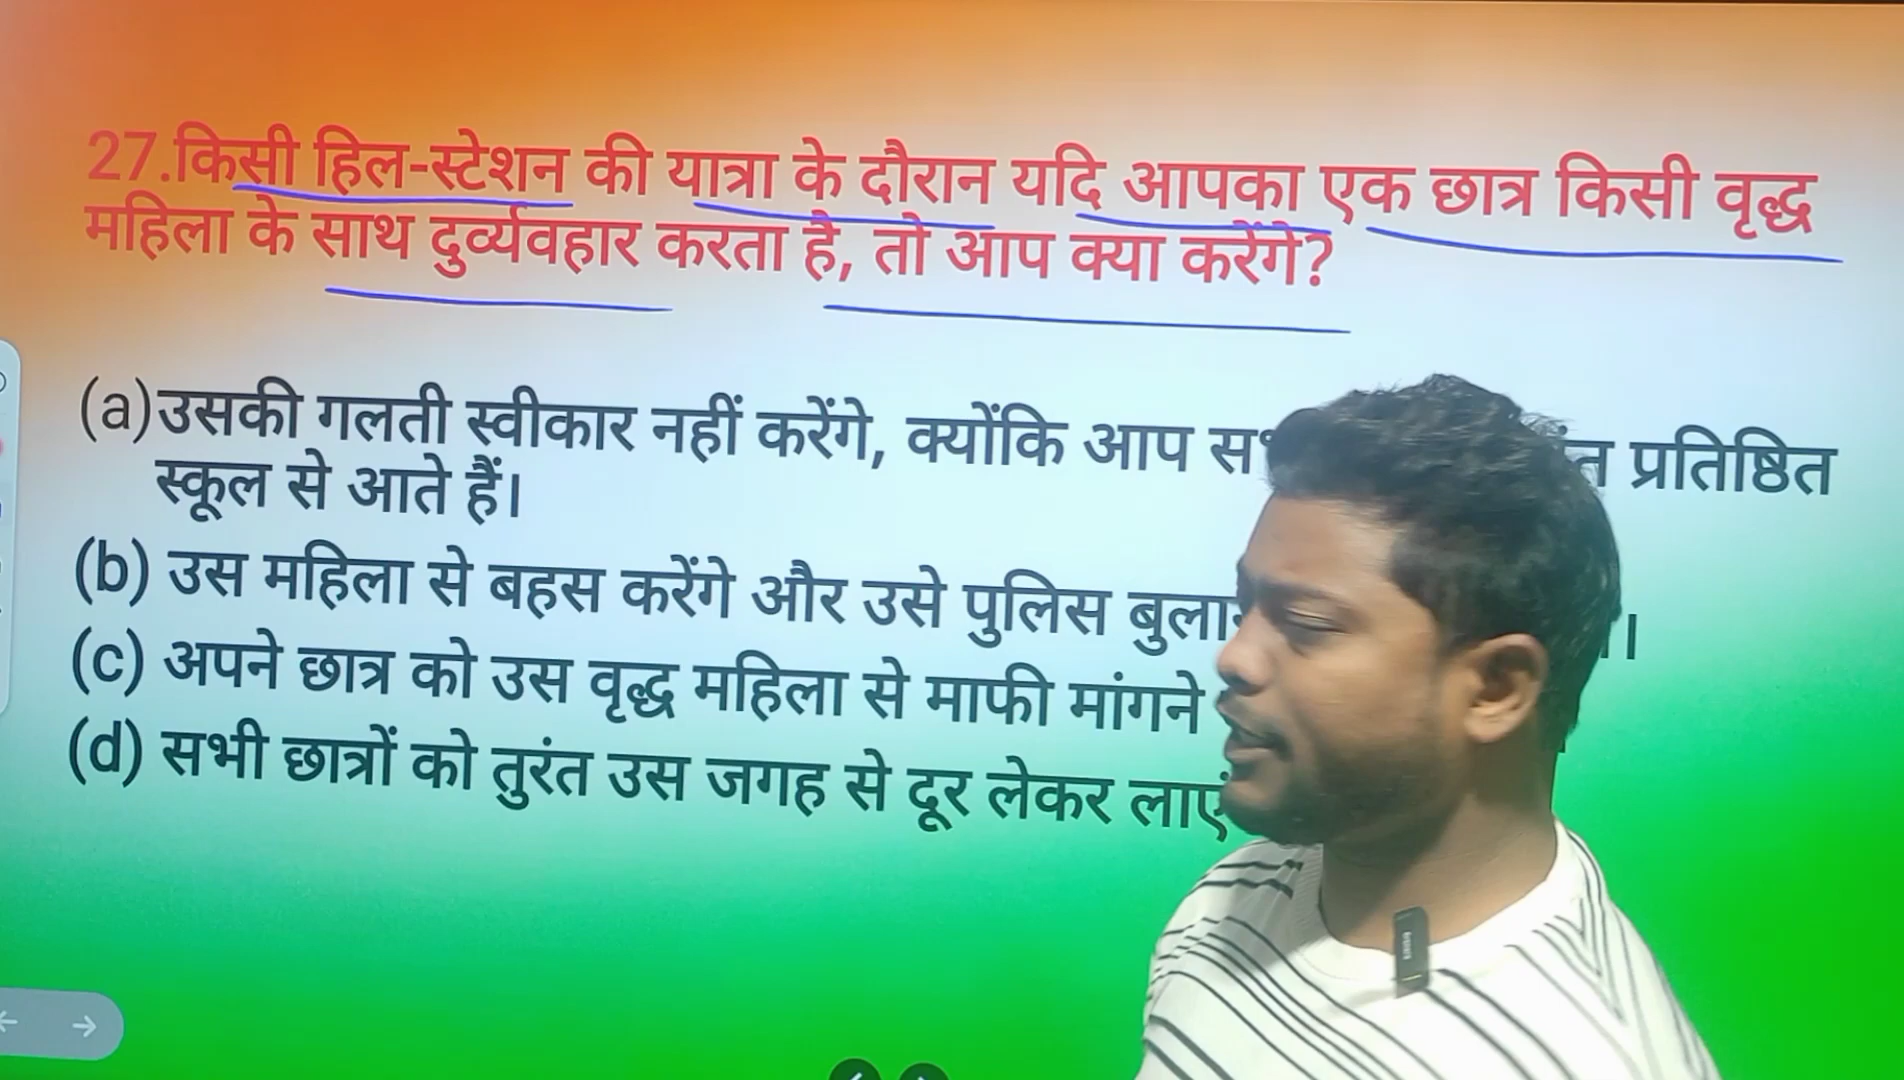 27.किसी हिल-स्टेशन की यात्रा के दौरान यदि आपका एक छात्र किसी वृद्ध
महिला के साथ दुर्व्यवहार करता है, तो आप क्या करेंगे?
(a)उसकी गलती स्वीकार नहीं करेंगे, क्योंकि आप प्रतिष्ठित
स्कूल से आते हैं।
(b) उस महिला से बहस करेंगे और उसे पुलिस
(c) अपने छात्र को उस वृद्ध महिला से माफी मांगने
(d) सभी छात्रों को तुरंत उस जगह से दूर लेकर